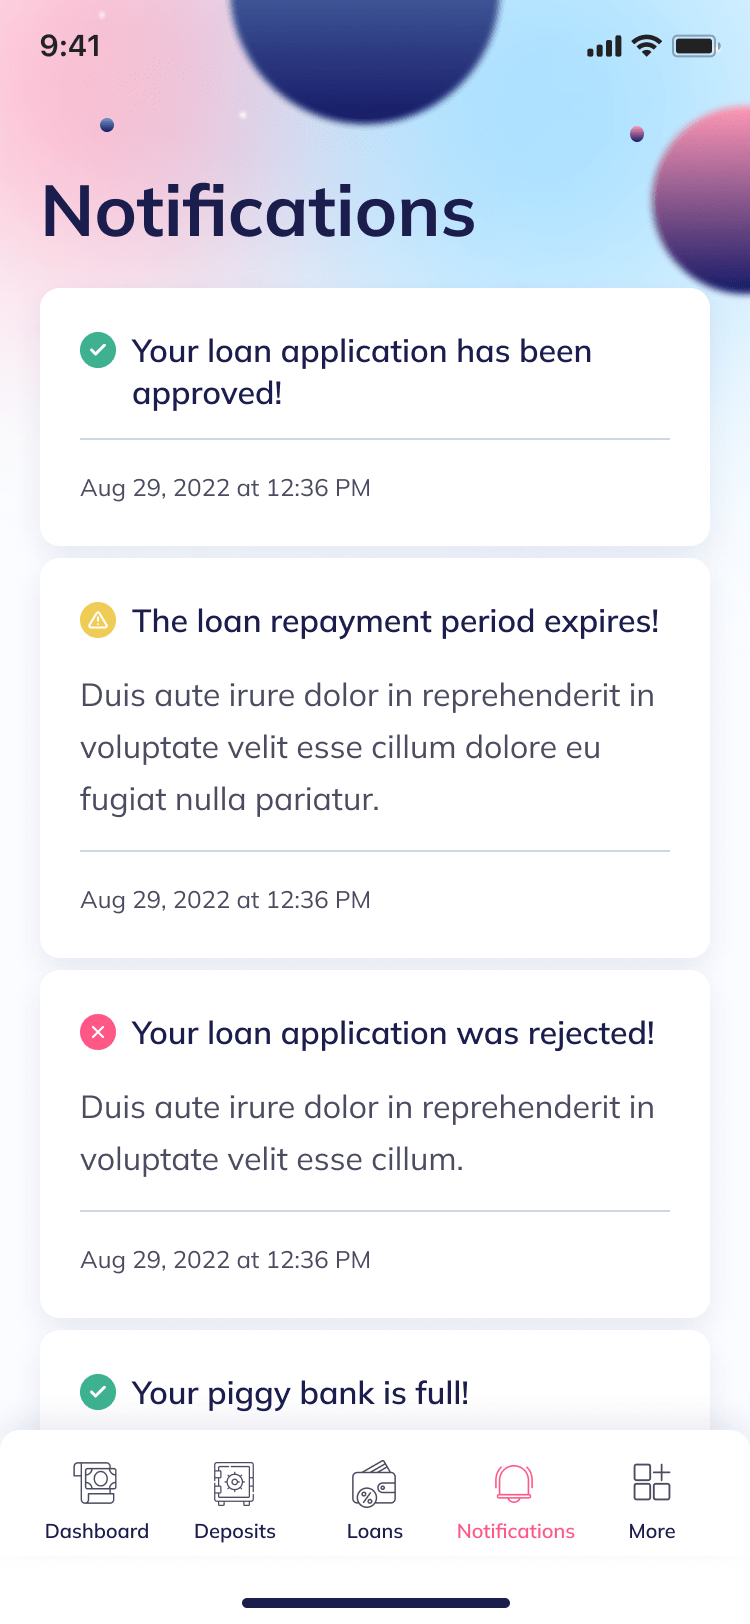 9:41
Notifications
Your loan application has been
approved!
Aug 29, 2022 at 12:36 PM
The loan repayment period expires!
Duis aute irure dolor in reprehenderit in
voluptate velit esse cillum dolore eu
fugiat nulla pariatur.
Aug 29, 2022 at 12:36 PM
Your loan application was rejected!
Duis aute irure dolor in reprehenderit in
voluptate velit esse cillum.
Aug 29, 2022 at 12:36 PM
Your piggy bank is full!
Dashboard Deposits Loans Notifications More